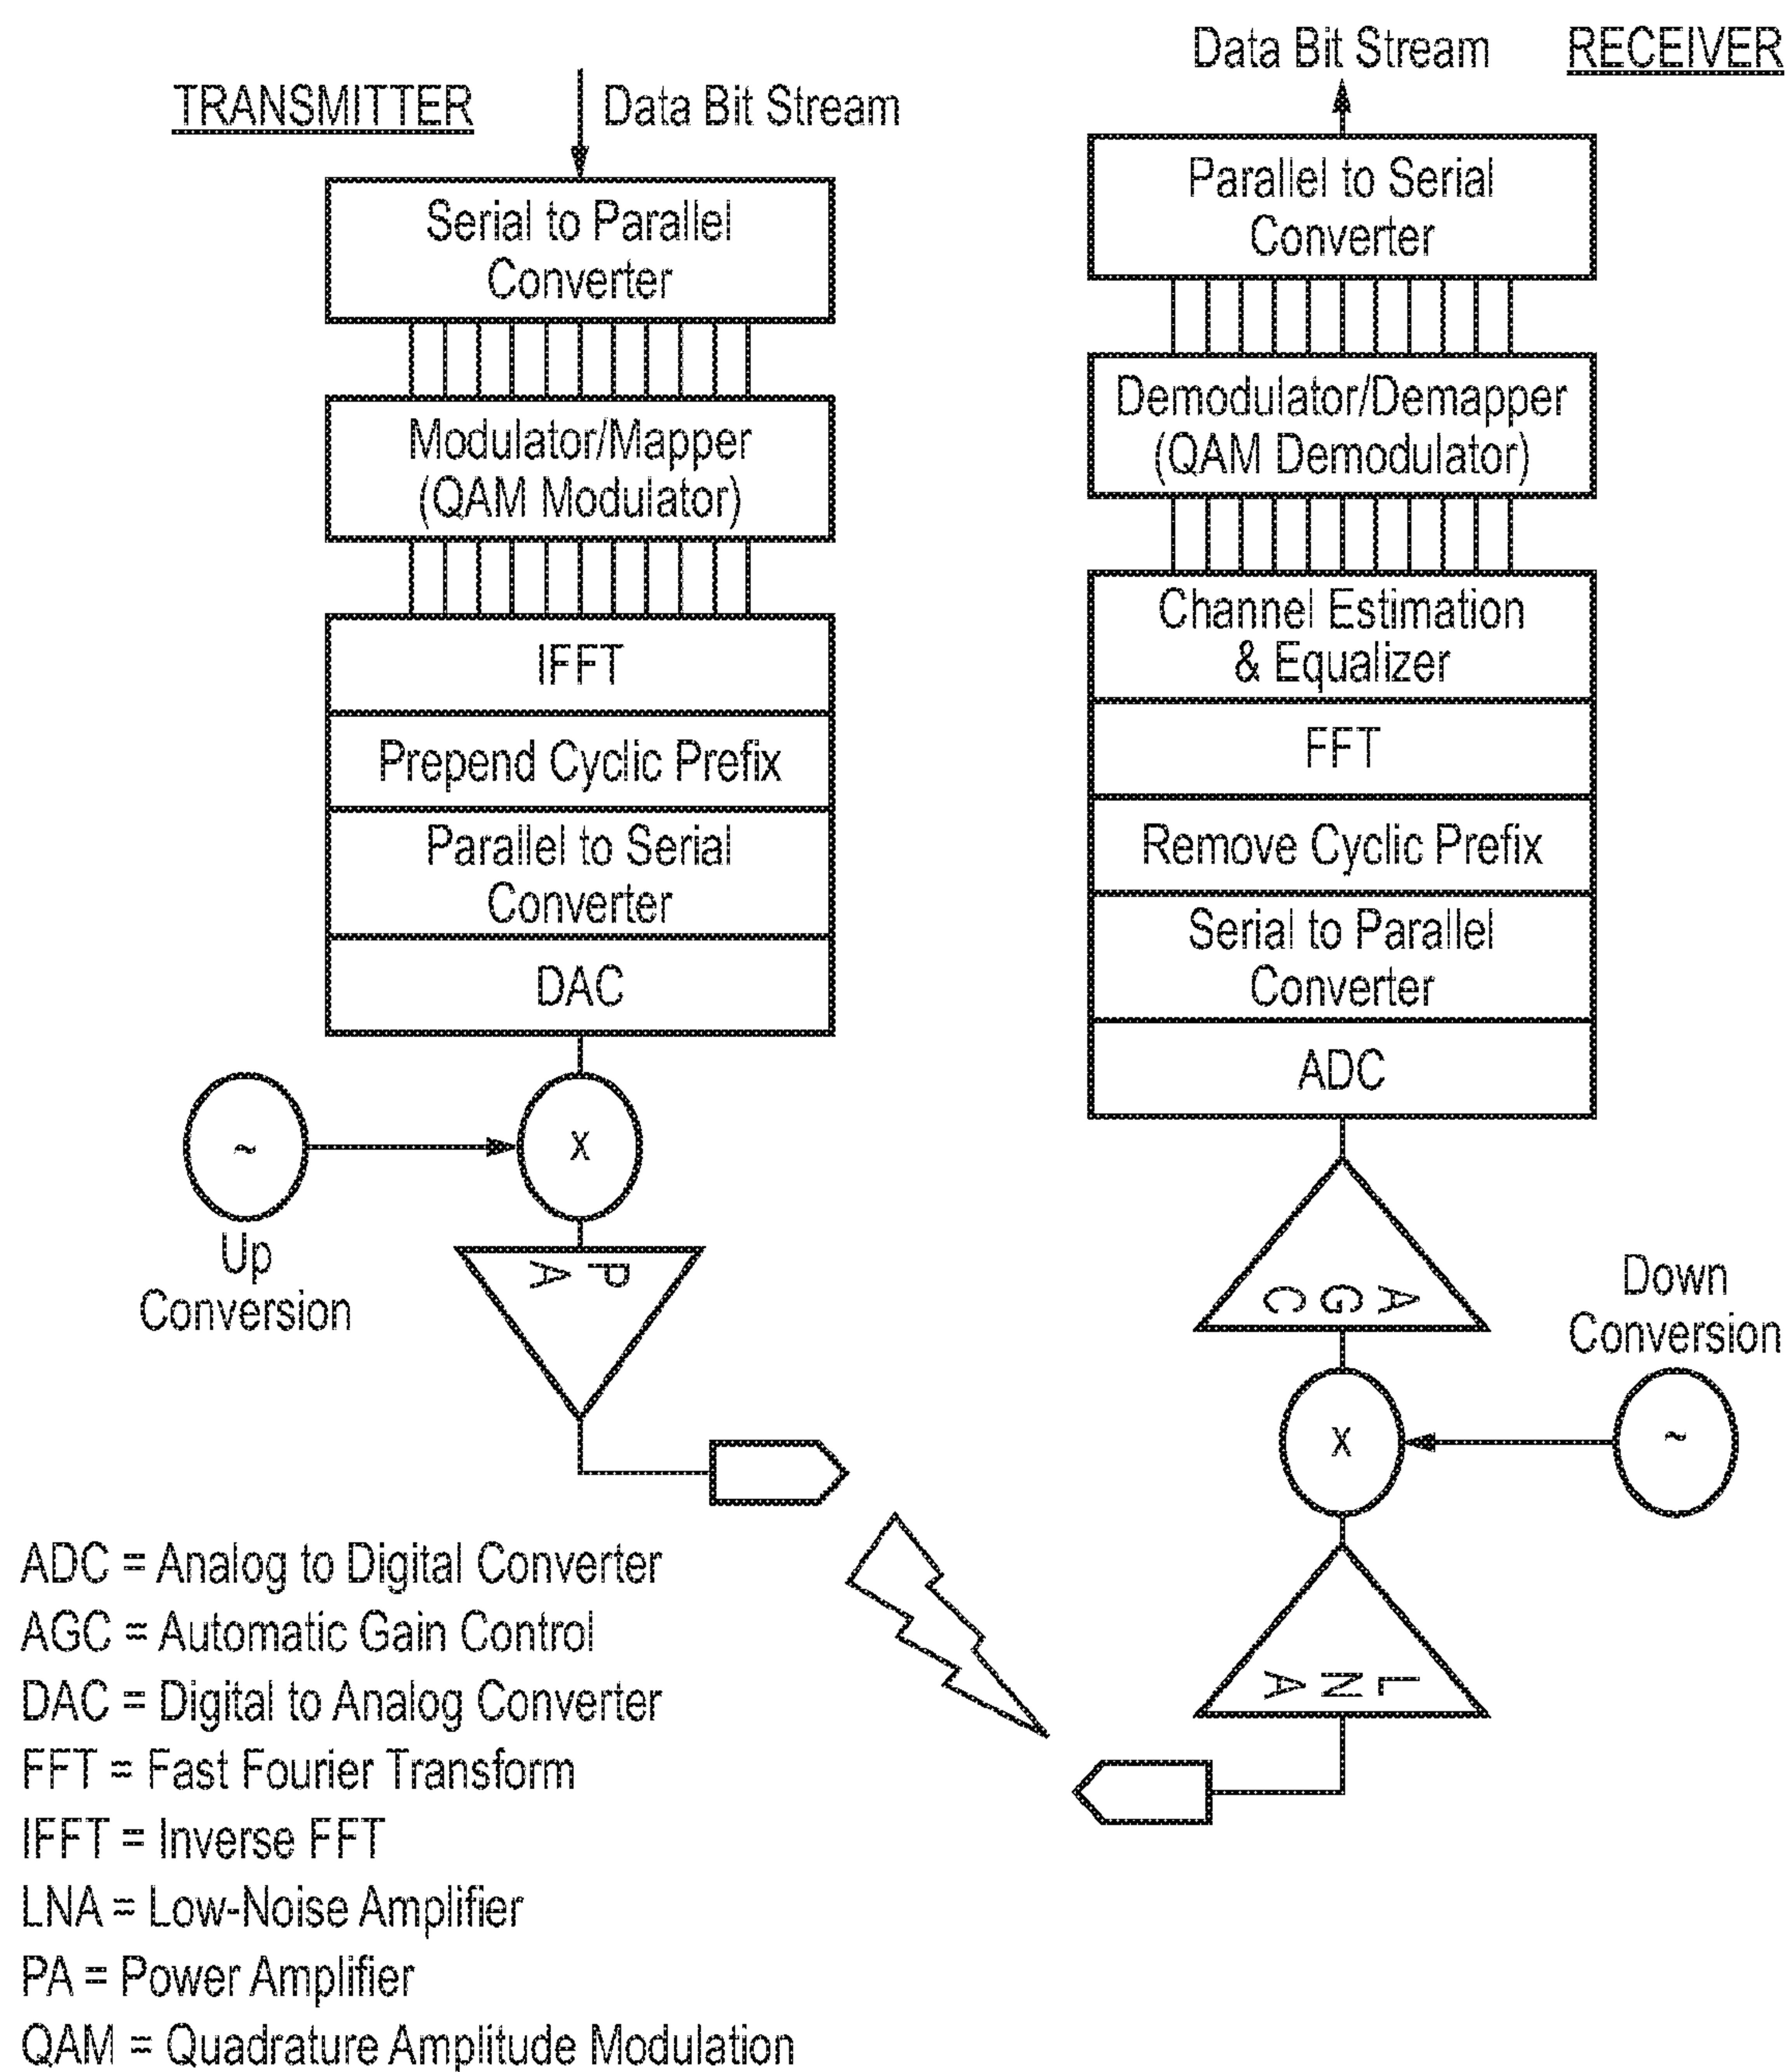 TRANSMITTER
Data Bit Stream
Serial to Parallel
Converter
Modulator/Mapper
(QAM Modulator)
IFFT
Prepend Cyclic Prefix
Parallel to Serial
Converter
DAC
~
X
Up
Conversion
PA
Data Bit Stream
RECEIVER
Parallel to Serial
Converter
Demodulator/Demapper
(QAM Demodulator)
Channel Estimation
& Equalizer
FFT
Remove Cyclic Prefix
Serial to Parallel
Converter
ADC
AGC
Down
Conversion
X
~
LNA
ADC = Analog to Digital Converter
AGC = Automatic Gain Control
DAC = Digital to Analog Converter
FFT = Fast Fourier Transform
IFFT = Inverse FFT
LNA = Low-Noise Amplifier
PA = Power Amplifier
QAM = Quadrature Amplitude Modulation